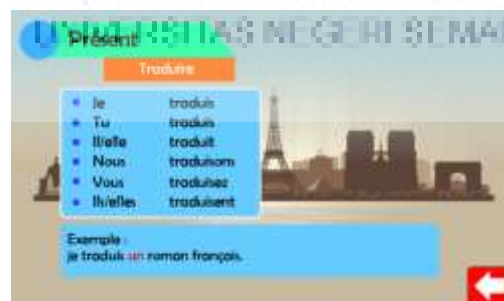 UNIVERSITAS NEGERI SEMA
Présent
Traduire
Je traduis
Tu traduis
Il/elle traduit
Nous traduisons
Vous traduisez
Ils/elles traduisent
Example :
je traduis un roman français.